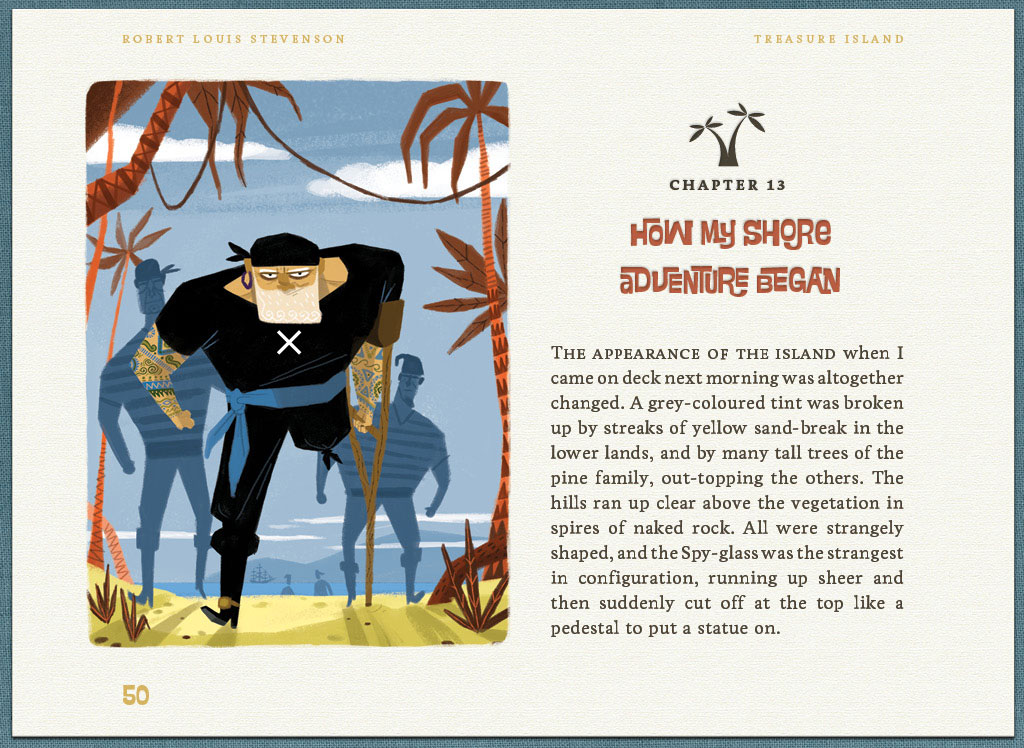 ROBERT LOUIS STEVENSON
TREASURE ISLAND
CHAPTER 13
HOW MY SHORE
ADVENTURE BEGAN
THE APPEARANCE OF THE ISLAND when I
came on deck next morning was altogether
changed. A grey-coloured tint was broken
up by streaks of yellow sand-break in the
lower lands, and by many tall trees of the
pine family, out-topping the others. The
hills ran up clear above the vegetation in
spires of naked rock. All were strangely
shaped, and the Spy-glass was the strangest
in configuration, running up sheer and
then suddenly cut off at the top like a
pedestal to put a statue on.
50